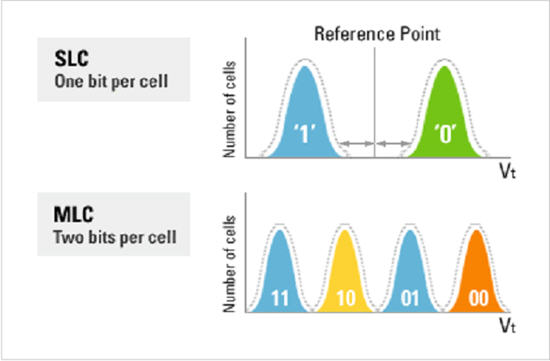 SLC
One bit per cell
Reference Point
Number of cells
'1'
'0'
Vt
MLC
Two bits per cell
Number of cells
11
10
01
00
Vt